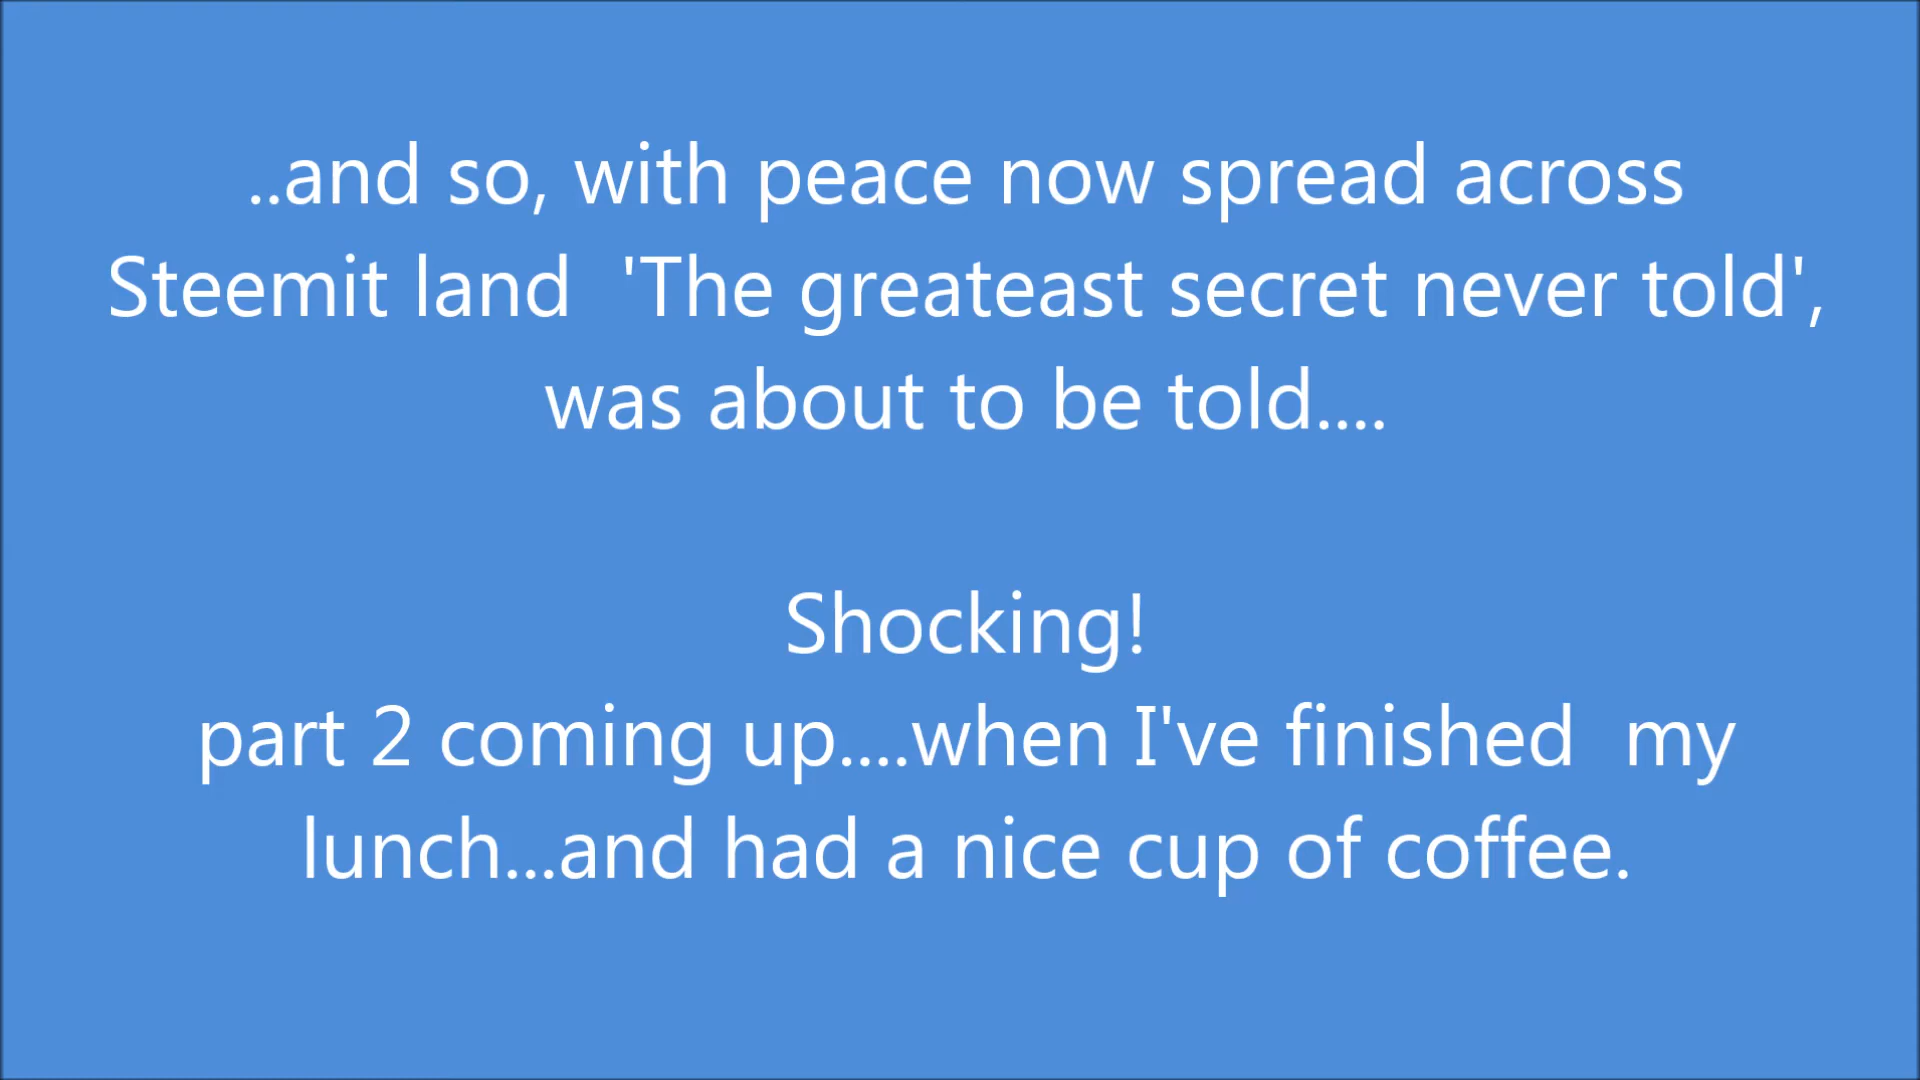 ..and so, with peace now spread across
Steemit land  'The greateast secret never told',
was about to be told....
Shocking!
part 2 coming up....when I've finished  my
lunch...and had a nice cup of coffee.